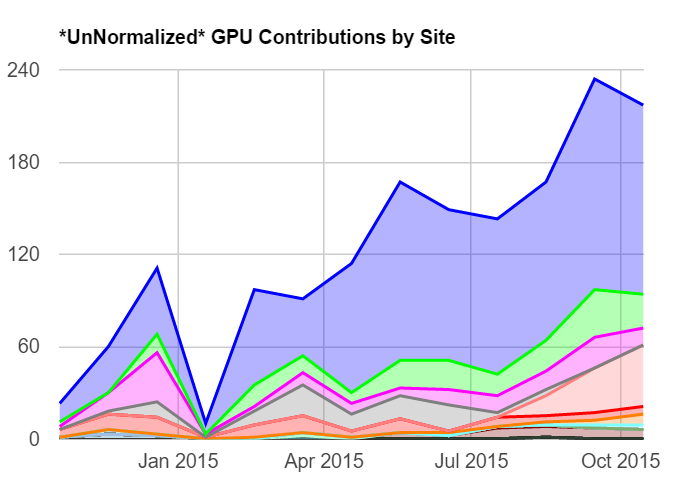 *UnNormalized* GPU Contributions by Site
240
180
120
60
0
Jan 2015 Apr 2015 Jul 2015 Oct 2015